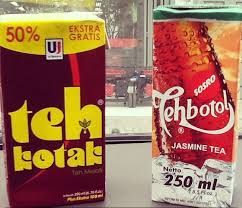 50% EKSTRA
GRATIS
UJ
teh
kotak
Teh Melati
SOSRO
Tehbotol
JASMINE TEA
Netto
250 ml